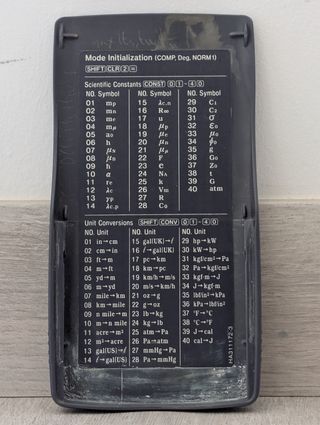 Mode Initialization (COMP, Deg, NORM1)
SHIFT CLR 2 =
Scientific Constants CONST 01-40
NO. Symbol NO. Symbol NO. Symbol
01 mp 15 λc,n 29 C₁
02 mn 16 R∞ 30 C₂
03 me 17 u 31 σ
04 mμ 18 μp 32 ε₀
05 a₀ 19 μe 33 μ₀
06 h 20 μn 34 ϕ₀
07 μN 21 μμ 35 g
08 μB 22 F 36 G₀
09 ħ 23 e 37 Z₀
10 α 24 NA 38 t
11 re 25 k 39 G
12 λc 26 Vm 40 atm
13 γp 27 R
14 λc,p 28 C₀
Unit Conversions SHIFT CONV 01-40
NO. Unit NO. Unit NO. Unit
01 in→cm 15 gal(UK)→ℓ 29 hp→kW
02 cm→in 16 ℓ→gal(UK) 30 kW→hp
03 ft→m 17 pc→km 31 kgf/cm²→Pa
04 m→ft 18 km→pc 32 Pa→kgf/cm²
05 yd→m 19 km/h→m/s 33 kgf·m→J
06 m→yd 20 m/s→km/h 34 J→kgf·m
07 mile→km 21 oz→g 35 lbf/in²→kPa
08 km→mile 22 g→oz 36 kPa→lbf/in²
09 n mile→m 23 lb→kg 37 °F→°C
10 m→n mile 24 kg→lb 38 °C→°F
11 acre→m² 25 atm→Pa 39 J→cal
12 m²→acre 26 Pa→atm 40 cal→J
13 gal(US)→ℓ 27 mmHg→Pa
14 ℓ→gal(US) 28 Pa→mmHg
HA311172-3